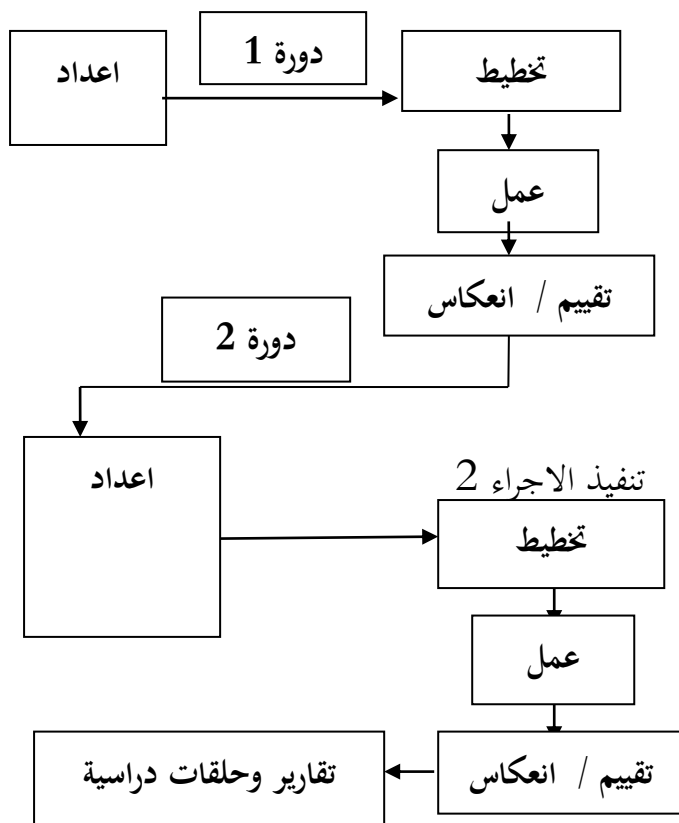 اعداد
دورة 1
تخطيط
عمل
تقييم / انعكاس
دورة 2
اعداد
تنفيذ الاجراء 2
تخطيط
عمل
تقييم / انعكاس
تقارير وحلقات دراسية